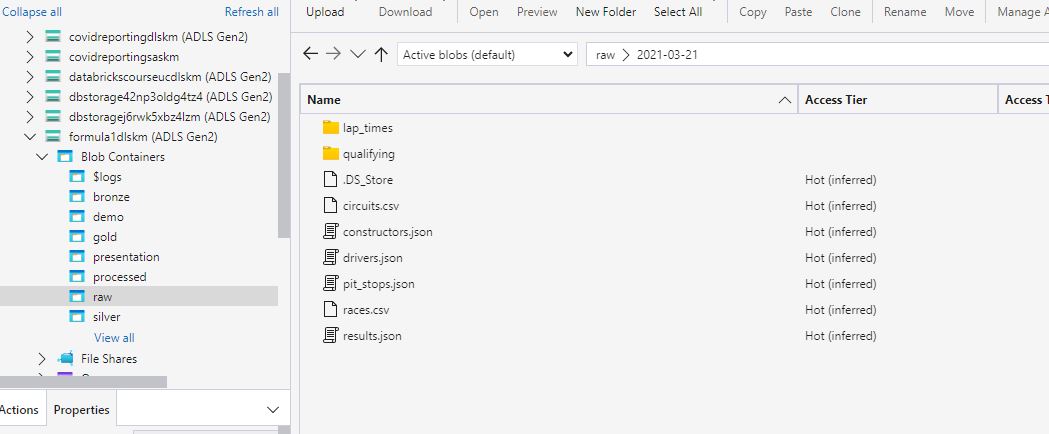 Collapse all
Refresh all
covidreportingdlskm (ADLS Gen2)
covidreportingsaskm
databrickscourseucdlskm (ADLS Gen2)
dbstorage42np3oldg4tz4 (ADLS Gen2)
dbstoragej6rwk5xbz4lzm (ADLS Gen2)
formula1dlskm (ADLS Gen2)
Blob Containers
$logs
bronze
demo
gold
presentation
processed
raw
silver
View all
File Shares
Actions
Properties
Upload
Download
Open
Preview
New Folder
Select All
Copy
Paste
Clone
Rename
Move
Manage A
Active blobs (default)
raw
2021-03-21
Name
Access Tier
Access T
lap_times
qualifying
.DS_Store
Hot (inferred)
circuits.csv
Hot (inferred)
constructors.json
Hot (inferred)
drivers.json
Hot (inferred)
pit_stops.json
Hot (inferred)
races.csv
Hot (inferred)
results.json
Hot (inferred)